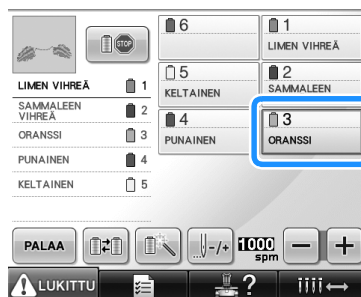 STOP
LIMEN VIHREÄ 1
SAMMALEEN
VIHREÄ 2
ORANSSI 3
PUNAINEN 4
KELTAINEN 5
6
1
LIMEN VIHREÄ
5
KELTAINEN
2
SAMMALEEN
4
PUNAINEN
3
ORANSSI
PALAA
-/+
1000
spm
- +
LUKITTU
?